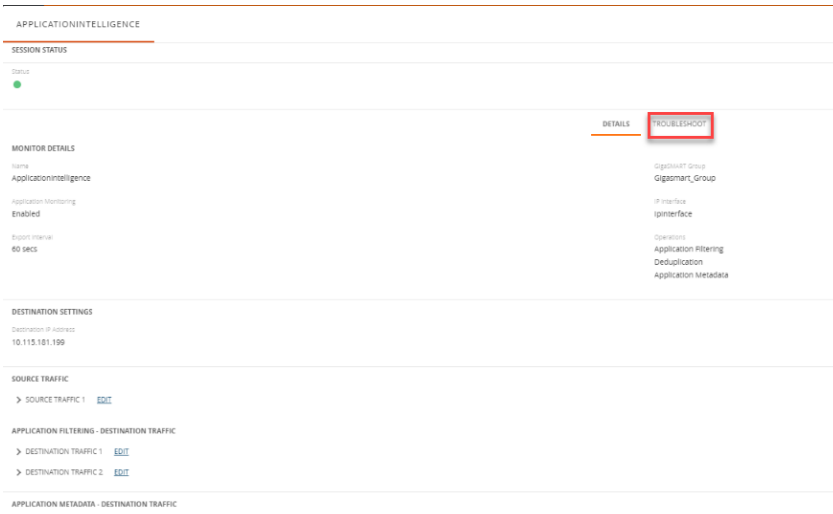 APPLICATIONINTELLIGENCE
SESSION STATUS
Status
DETAILS TROUBLESHOOT
MONITOR DETAILS
Name GigaSMART Group
Applicationintelligence Gigasmart_Group
Application Monitoring IP Interface
Enabled Ipinterface
Export Interval Operations
60 secs Application Filtering
Deduplication
Application Metadata
DESTINATION SETTINGS
Destination IP Address
10.115.181.199
SOURCE TRAFFIC
SOURCE TRAFFIC 1 EDIT
APPLICATION FILTERING - DESTINATION TRAFFIC
DESTINATION TRAFFIC 1 EDIT
DESTINATION TRAFFIC 2 EDIT
APPLICATION METADATA - DESTINATION TRAFFIC